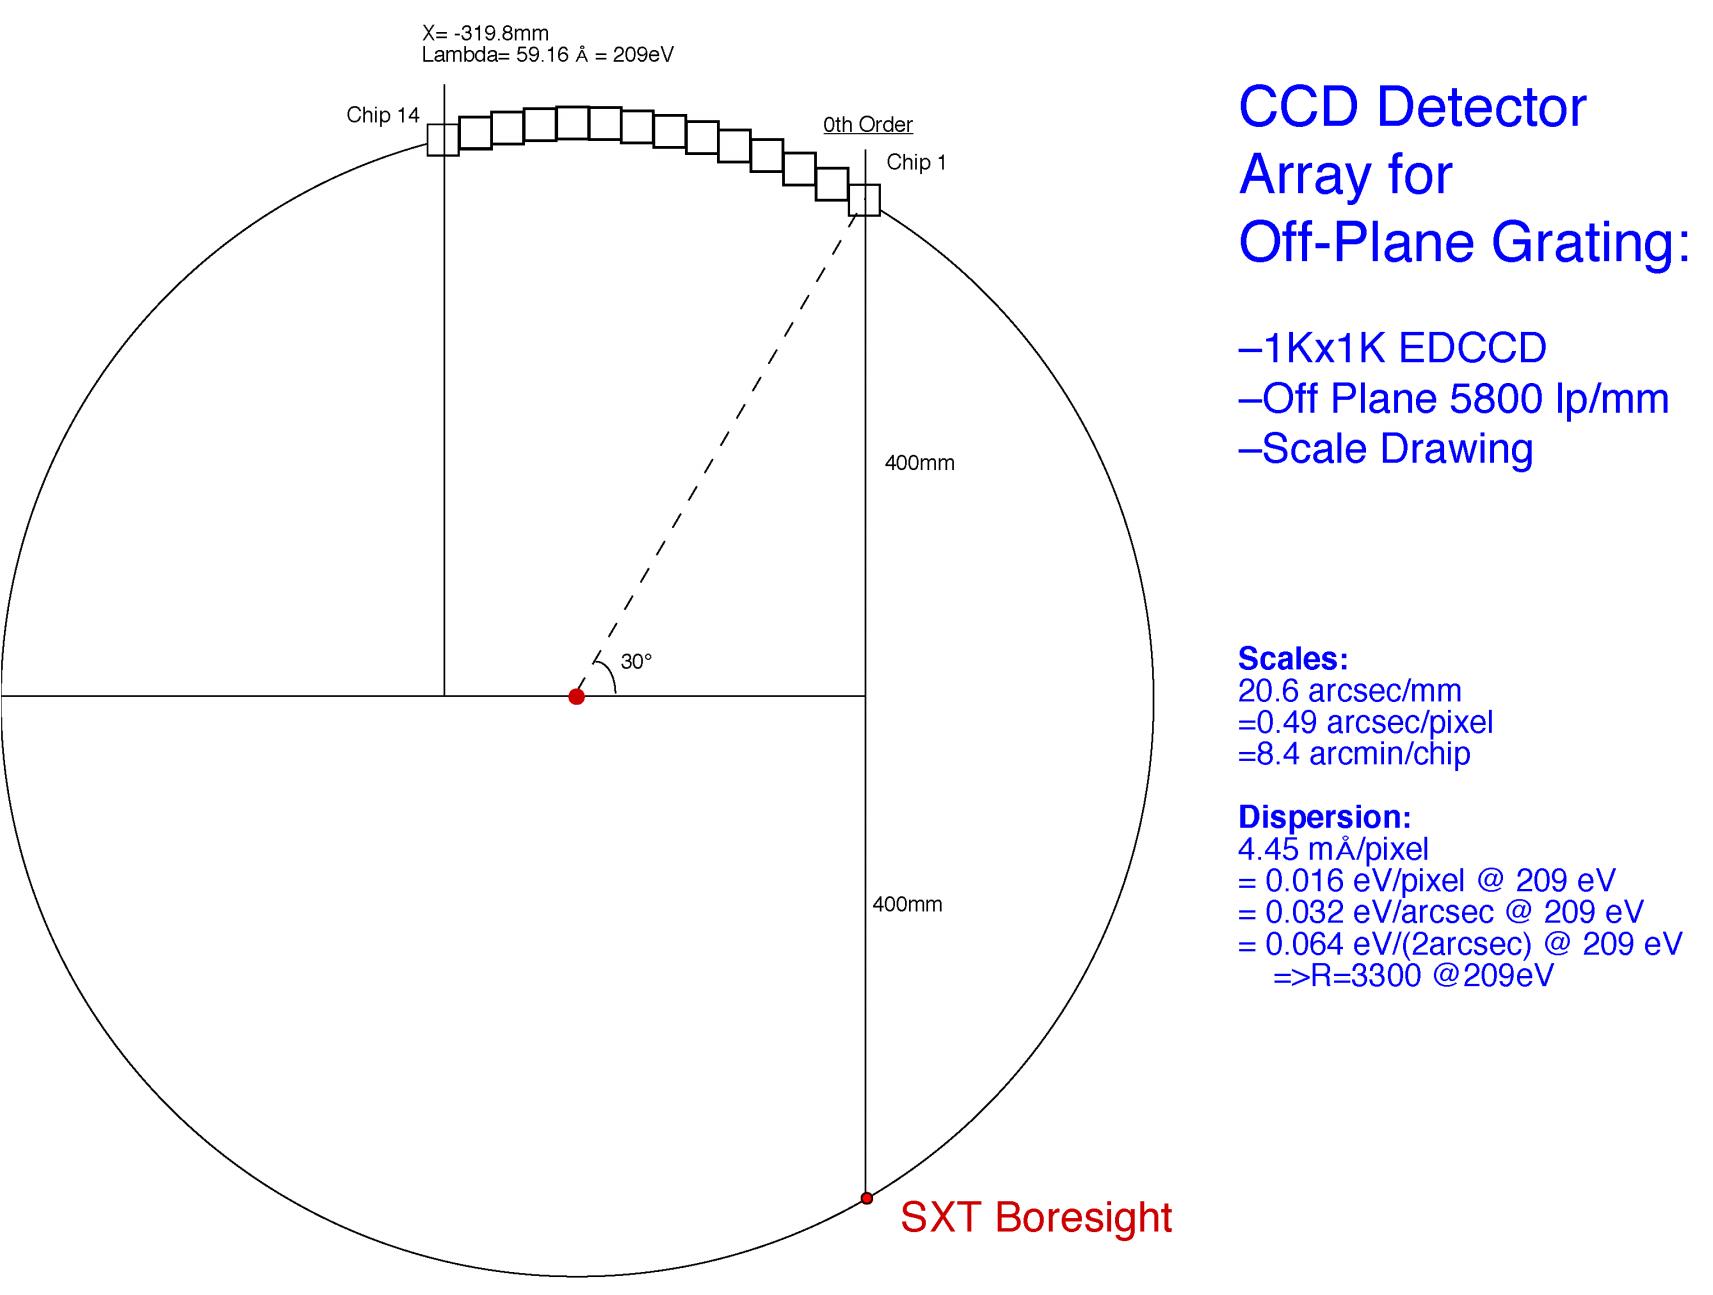 X= -319.8mm
Lambda= 59.16 Å = 209eV
Chip 14
0th Order
Chip 1
400mm
30°
400mm
SXT Boresight
CCD Detector
Array for
Off-Plane Grating:
–1Kx1K EDCCD
–Off Plane 5800 lp/mm
–Scale Drawing
Scales:
20.6 arcsec/mm
=0.49 arcsec/pixel
=8.4 arcmin/chip
Dispersion:
4.45 mÅ/pixel
= 0.016 eV/pixel @ 209 eV
= 0.032 eV/arcsec @ 209 eV
= 0.064 eV/(2arcsec) @ 209 eV
=>R=3300 @209eV